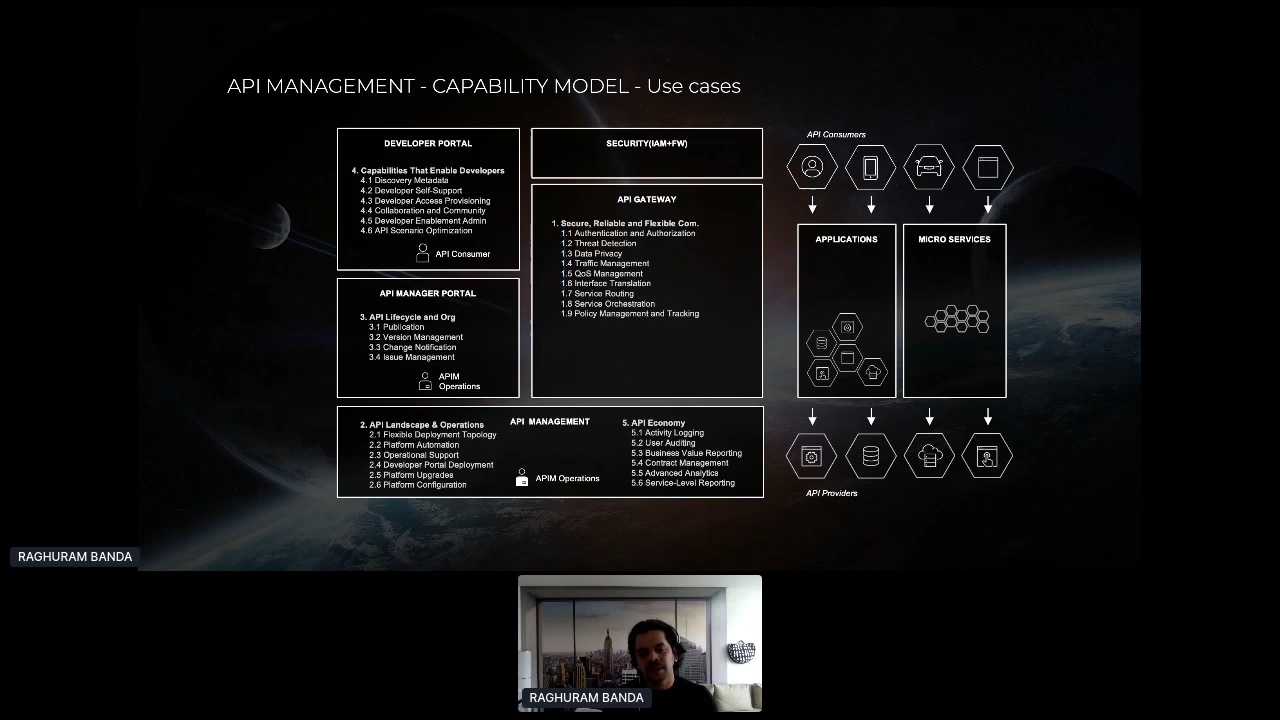 API MANAGEMENT - CAPABILITY MODEL - Use cases
DEVELOPER PORTAL
4. Capabilities That Enable Developers
4.1 Discovery Metadata
4.2 Developer Self-Support
4.3 Developer Access Provisioning
4.4 Collaboration and Community
4.5 Developer Enablement Admin
4.6 API Scenario Optimization
API Consumer
API MANAGER PORTAL
3. API Lifecycle and Org
3.1 Publication
3.2 Version Management
3.3 Change Notification
3.4 Issue Management
APIM
Operations
SECURITY(IAM+FW)
API GATEWAY
1. Secure, Reliable and Flexible Com.
1.1 Authentication and Authorization
1.2 Threat Detection
1.3 Data Privacy
1.4 Traffic Management
1.5 QoS Management
1.6 Interface Translation
1.7 Service Routing
1.8 Service Orchestration
1.9 Policy Management and Tracking
API MANAGEMENT
2. API Landscape & Operations
2.1 Flexible Deployment Topology
2.2 Platform Automation
2.3 Operational Support
2.4 Developer Portal Deployment
2.5 Platform Upgrades
2.6 Platform Configuration
APIM Operations
5. API Economy
5.1 Activity Logging
5.2 User Auditing
5.3 Business Value Reporting
5.4 Contract Management
5.5 Advanced Analytics
5.6 Service-Level Reporting
API Consumers
APPLICATIONS
MICRO SERVICES
API Providers
RAGHURAM BANDA
RAGHURAM BANDA